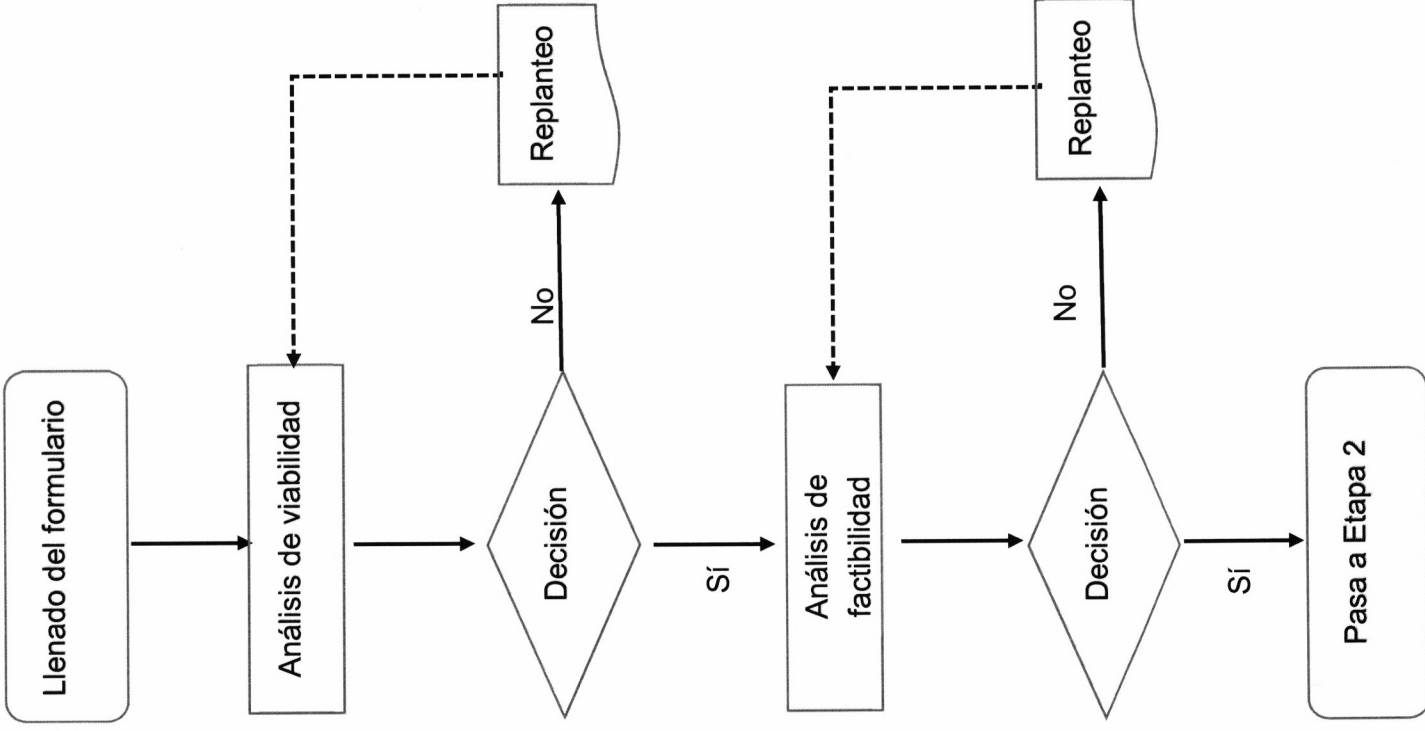 Llenado del formulario
Análisis de viabilidad
Decisión
No
Replanteo
Sí
Análisis de
factibilidad
Decisión
No
Replanteo
Sí
Pasa a Etapa 2